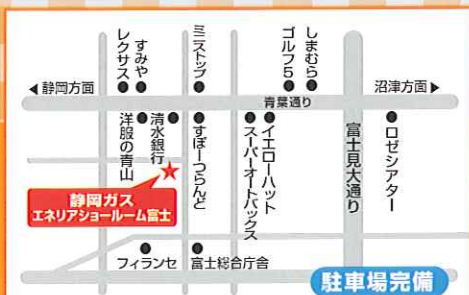 ◀ 静岡方面
レクサス
すみや
ミニストップ
ゴルフ5
しまむら
沼津方面 ▶
青葉通り
洋服の青山
清水銀行
すぽーつらんど
スーパーオートバックス
イエローハット
富士見大通り
ロゼシアター
静岡ガス
エネリアショールーム富士
フィランセ
富士総合庁舎
駐車場完備